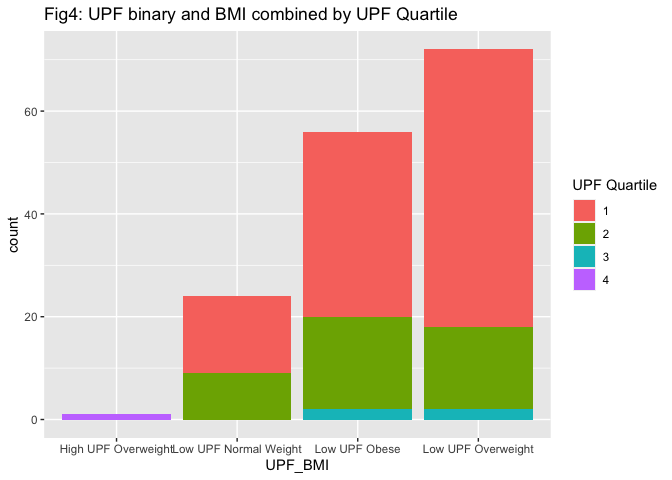 Fig4: UPF binary and BMI combined by UPF Quartile
60
40
20
0
count
High UPF Overweight
Low UPF Normal Weight
Low UPF Obese
Low UPF Overweight
UPF_BMI
UPF Quartile
1
2
3
4